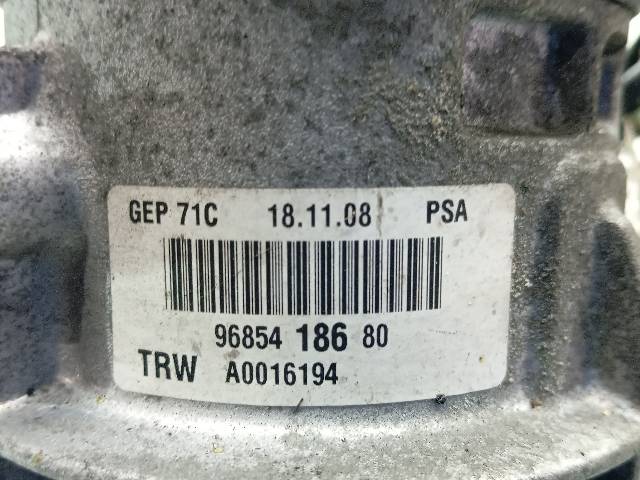 GEP 71C 18.11.08 PSA
96854 186 80
TRW A0016194